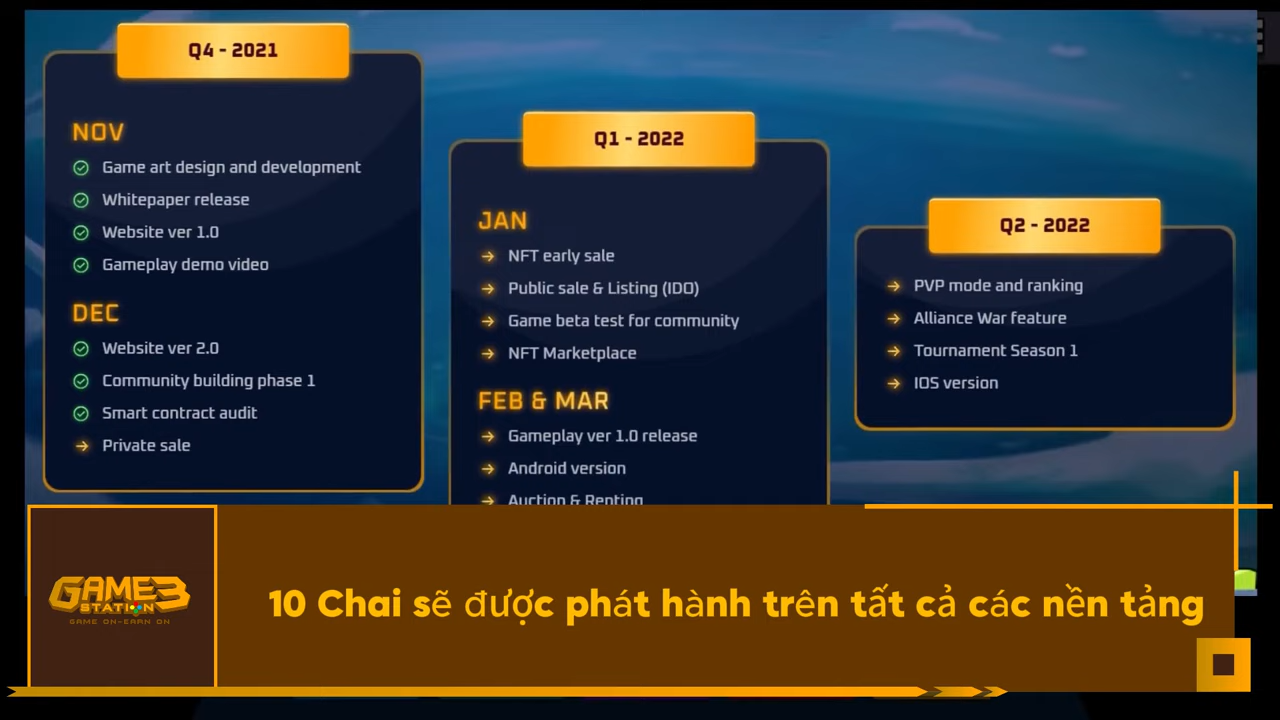 Q4 - 2021
NOV
Game art design and development
Whitepaper release
Website ver 1.0
Gameplay demo video
DEC
Website ver 2.0
Community building phase 1
Smart contract audit
Private sale
Q1 - 2022
JAN
NFT early sale
Public sale & Listing (IDO)
Game beta test for community
NFT Marketplace
FEB & MAR
Gameplay ver 1.0 release
Android version
Auction & Renting
Q2 - 2022
PVP mode and ranking
Alliance War feature
Tournament Season 1
IOS version
GAME3
STATION
GAME ON-EARN ON
10 Chai sẽ được phát hành trên tất cả các nền tảng